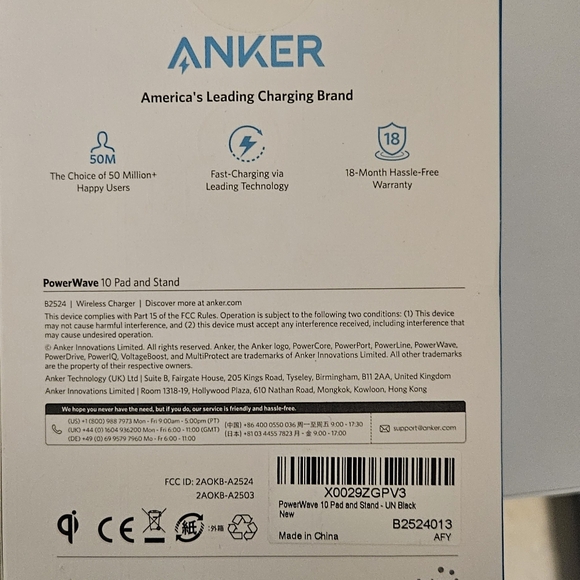 ANKER
America's Leading Charging Brand
50M
18
The Choice of 50 Million+
Happy Users
Fast-Charging via
Leading Technology
18-Month Hassle-Free
Warranty
PowerWave 10 Pad and Stand
B2524 | Wireless Charger | Discover more at anker.com
This device complies with Part 15 of the FCC Rules. Operation is subject to the following two conditions: (1) This device
may not cause harmful interference, and (2) this device must accept any interference received, including interference that
may cause undesired operation.
© Anker Innovations Limited. All rights reserved. Anker, the Anker logo, PowerCore, PowerPort, PowerLine, PowerWave,
PowerDrive, PowerIQ, VoltageBoost, and MultiProtect are trademarks of Anker Innovations Limited. All other trademarks
are the property of their respective owners.
Anker Technology (UK) Ltd | Suite B, Fairgate House, 205 Kings Road, Tyseley, Birmingham, B11 2AA, United Kingdom
Anker Innovations Limited | Room 1318-19, Hollywood Plaza, 610 Nathan Road, Mongkok, Kowloon, Hong Kong
We hope you never have the need, but if you do, our service is friendly and hassle-free.
(US) +1 (800) 988 7973 Mon - Fri 9:00am - 5:00pm (PT)
(UK) +44 (0) 1604 936200 Mon - Fri 6:00 - 11:00 (GMT)
(DE) +49 (0) 69 9579 7960 Mo - Fr 6:00 - 11:00
(中国) +86 400 0550 036 周一至周五 9:00 - 17:30
(日本) +81 03 4455 7823 月 - 金 9:00 - 17:00
support@anker.com
FCC ID: 2AOKB-A2524
2AOKB-A2503
qi CE 紙 :外箱
X0029ZGPV3
PowerWave 10 Pad and Stand - UN Black
New
B2524013
Made in China
AFY